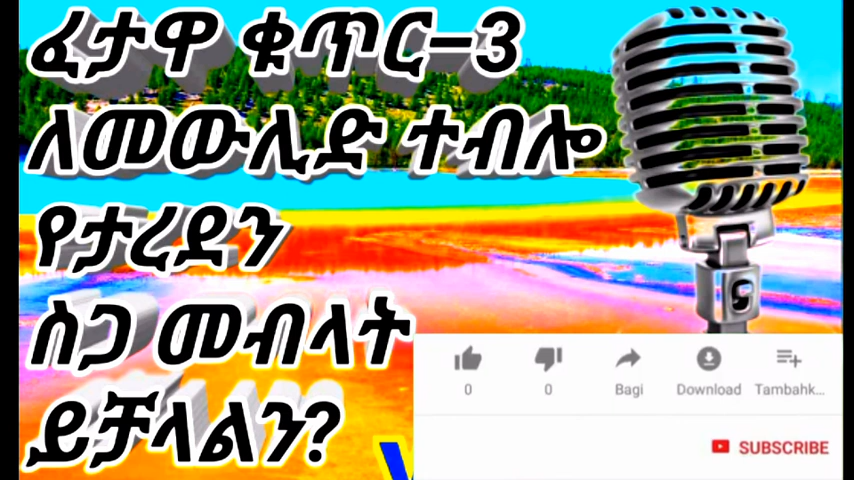 ፈታዋ ቁጥር-3
ለመውሊድ ተብሎ
የታረደን
ስጋ መብላት
ይቻላልን?
0 0 Bagi Download Tambahk...
SUBSCRIBE